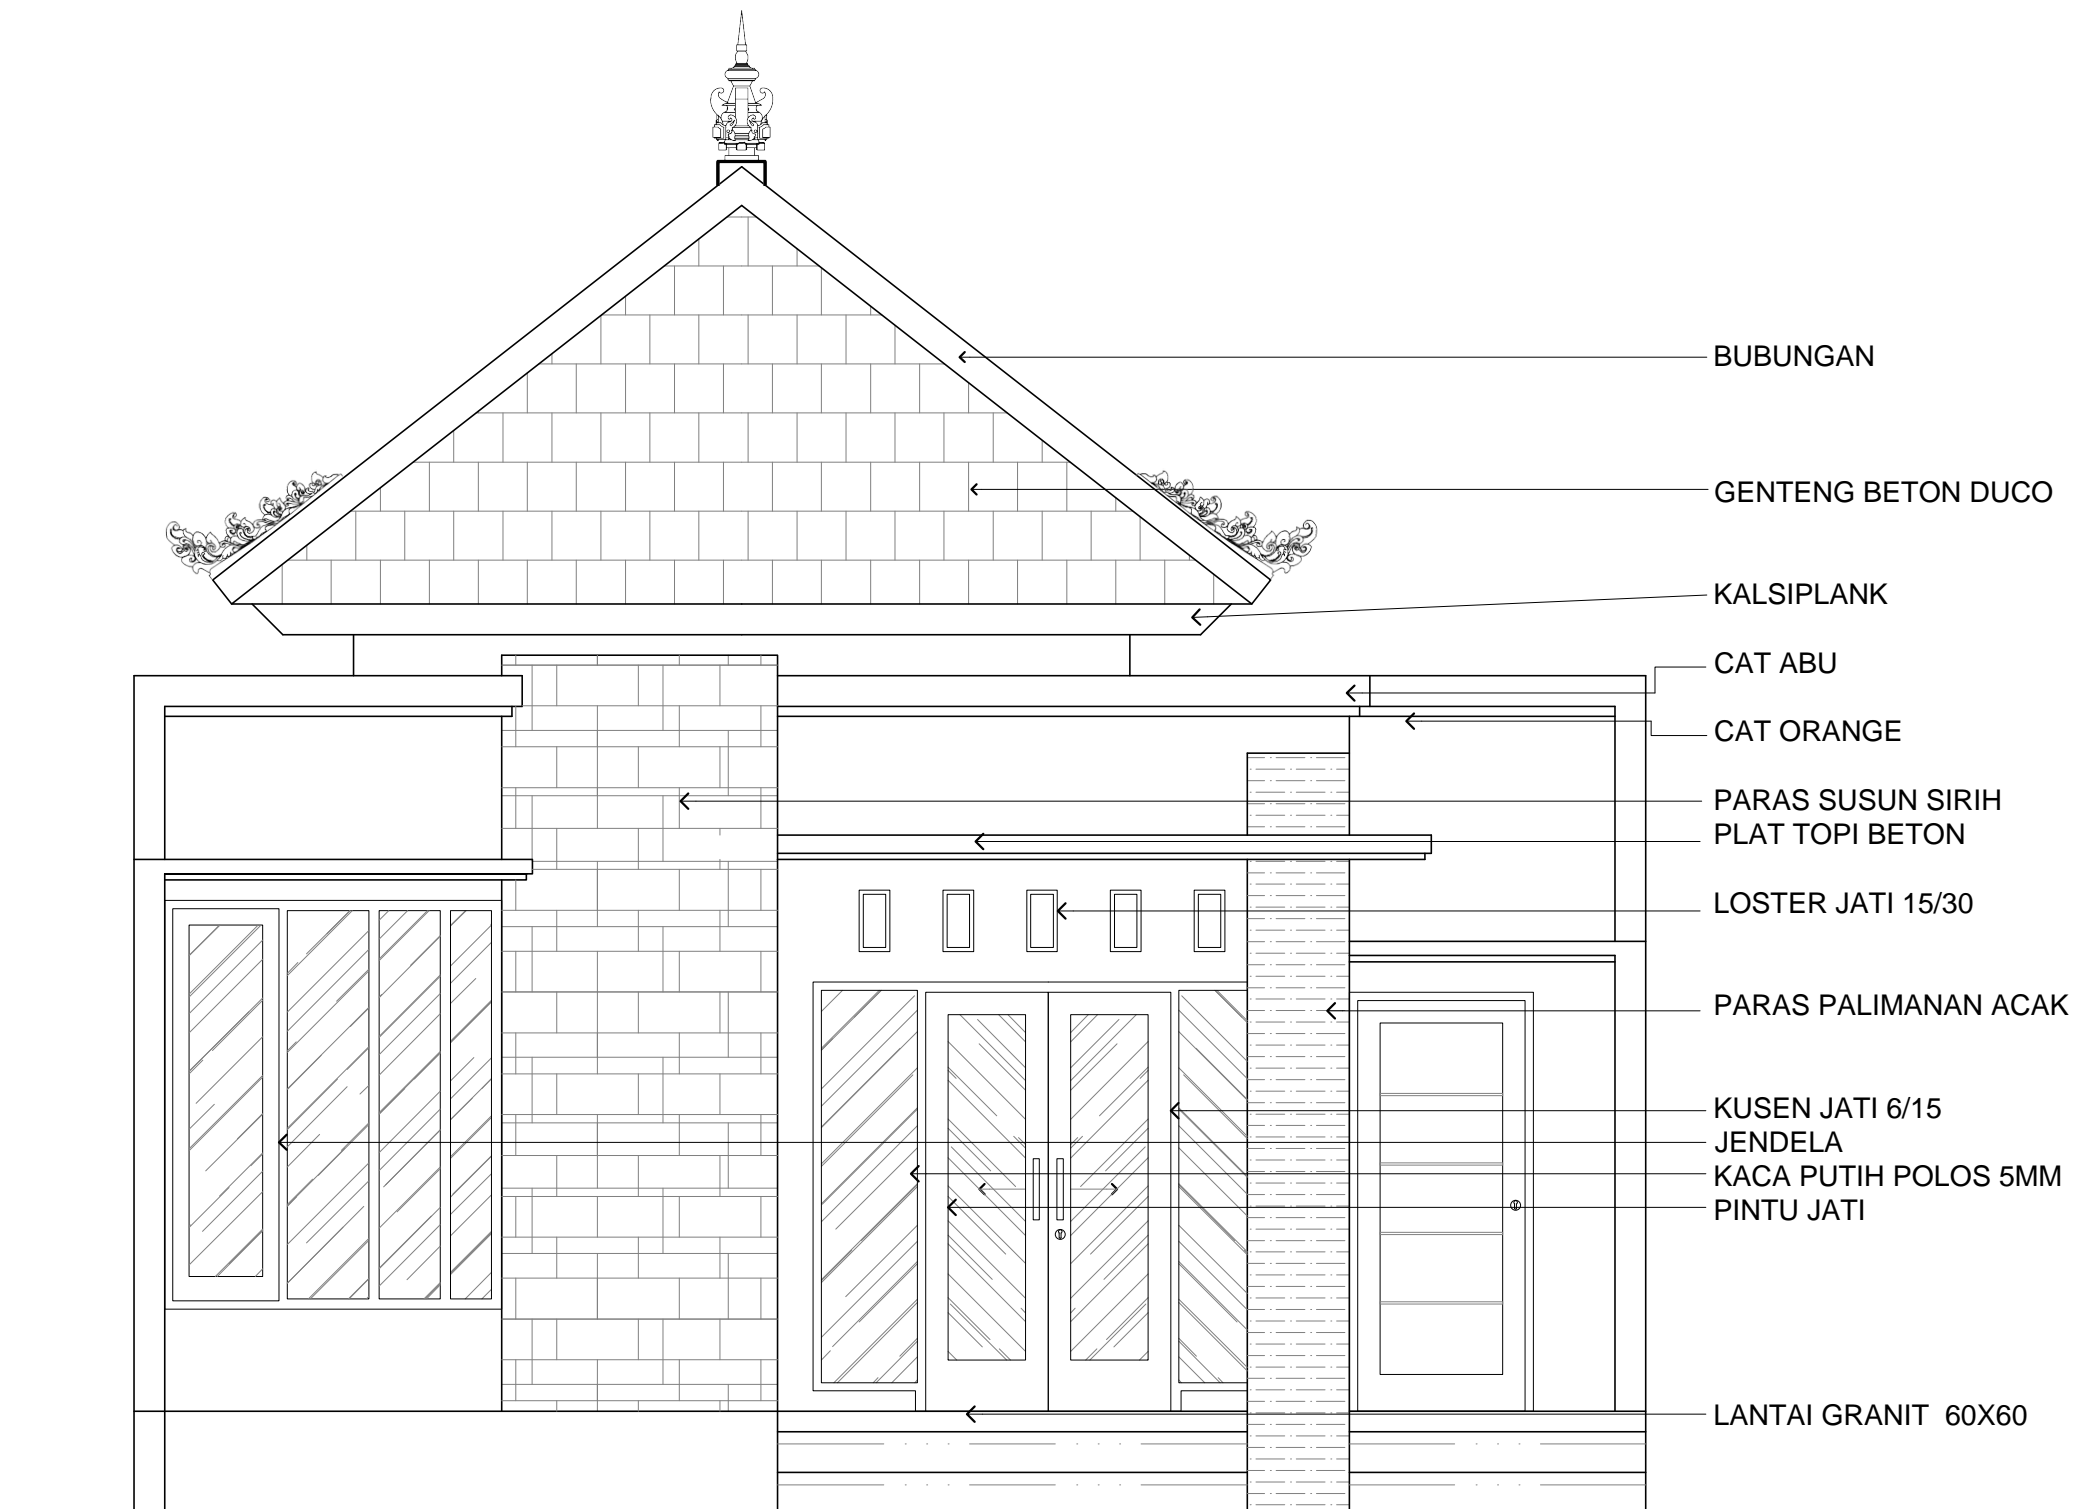 BUBUNGAN
GENTENG BETON DUCO
KALSIPLANK
CAT ABU
CAT ORANGE
PARAS SUSUN SIRIH
PLAT TOPI BETON
LOSTER JATI 15/30
PARAS PALIMANAN ACAK
KUSEN JATI 6/15
JENDELA
KACA PUTIH POLOS 5MM
PINTU JATI
LANTAI GRANIT  60X60